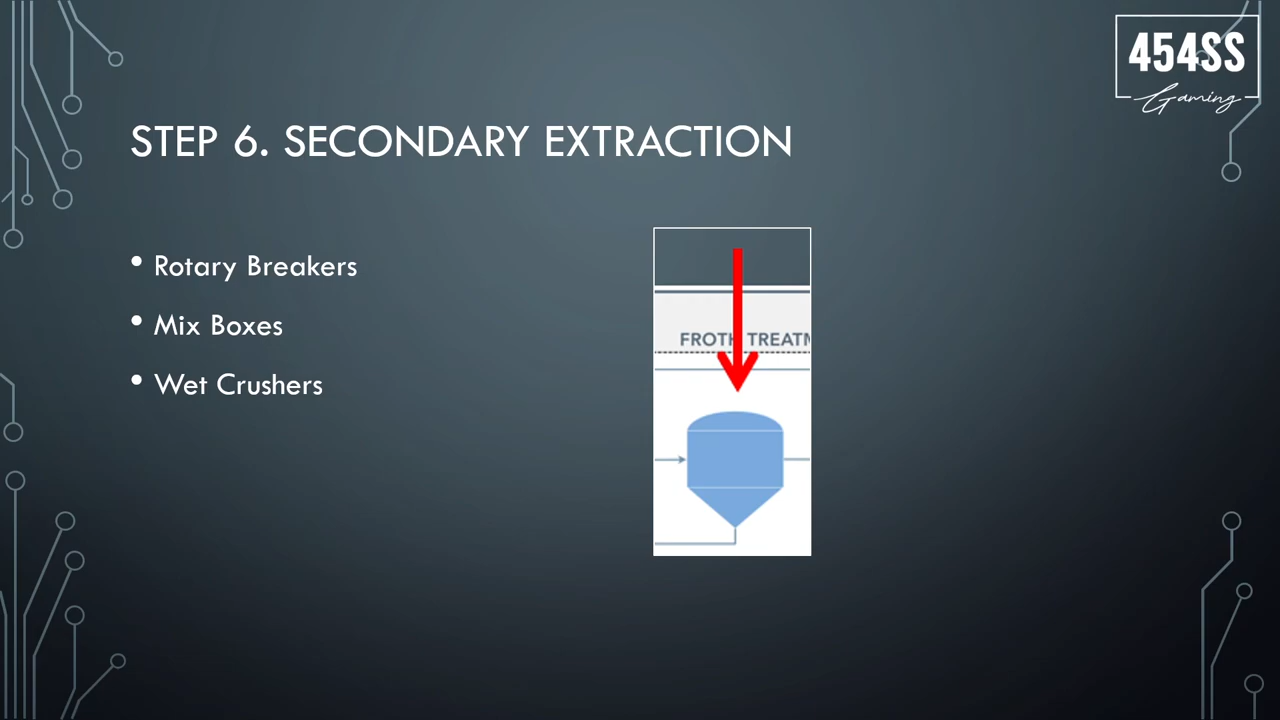 454SS
Gaming
STEP 6. SECONDARY EXTRACTION
• Rotary Breakers
• Mix Boxes
• Wet Crushers
FROTH TREATM